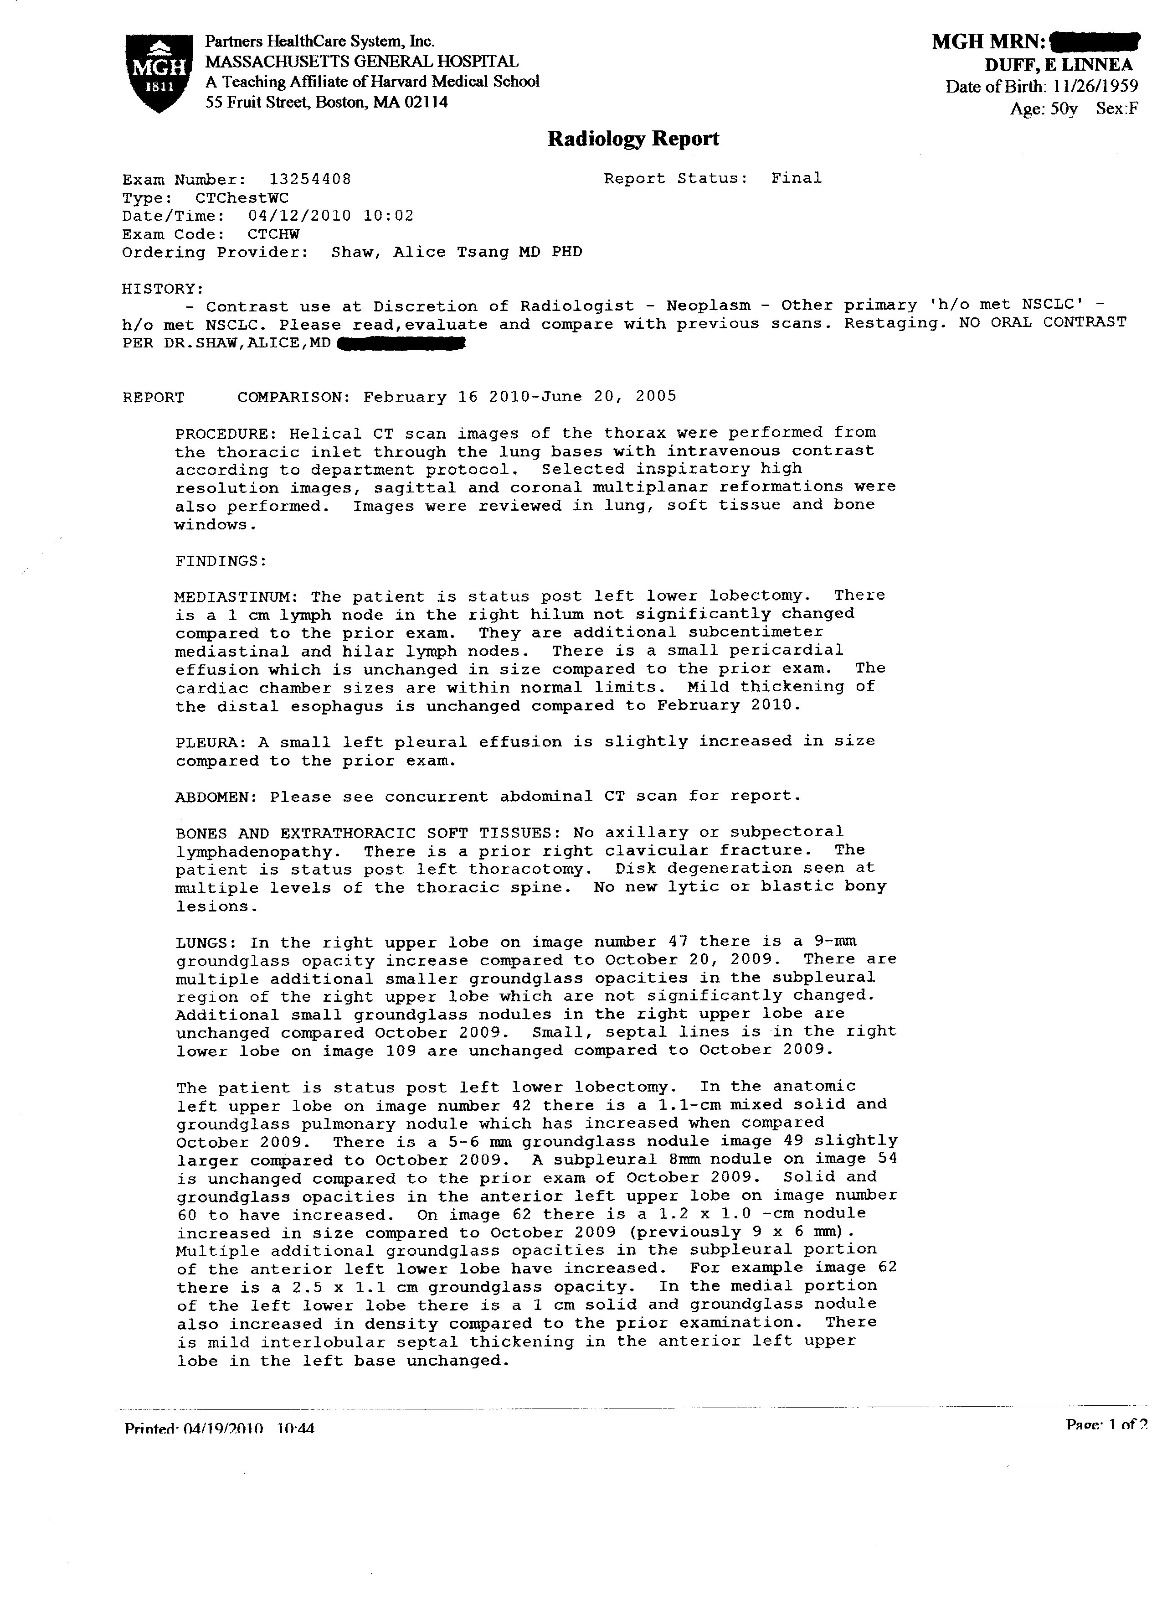 MGH
1811
Partners HealthCare System, Inc.
MASSACHUSETTS GENERAL HOSPITAL
A Teaching Affiliate of Harvard Medical School
55 Fruit Street, Boston, MA 02114
MGH MRN:
DUFF, E LINNEA
Date of Birth: 11/26/1959
Age: 50y Sex:F
Radiology Report
Exam Number: 13254408 Report Status: Final
Type: CTChestWC
Date/Time: 04/12/2010 10:02
Exam Code: CTCHW
Ordering Provider: Shaw, Alice Tsang MD PHD
HISTORY:
- Contrast use at Discretion of Radiologist - Neoplasm - Other primary 'h/o met NSCLC' -
h/o met NSCLC. Please read,evaluate and compare with previous scans. Restaging. NO ORAL CONTRAST
PER DR.SHAW,ALICE,MD
REPORT COMPARISON: February 16 2010-June 20, 2005
PROCEDURE: Helical CT scan images of the thorax were performed from
the thoracic inlet through the lung bases with intravenous contrast
according to department protocol. Selected inspiratory high
resolution images, sagittal and coronal multiplanar reformations were
also performed. Images were reviewed in lung, soft tissue and bone
windows.
FINDINGS:
MEDIASTINUM: The patient is status post left lower lobectomy. There
is a 1 cm lymph node in the right hilum not significantly changed
compared to the prior exam. They are additional subcentimeter
mediastinal and hilar lymph nodes. There is a small pericardial
effusion which is unchanged in size compared to the prior exam. The
cardiac chamber sizes are within normal limits. Mild thickening of
the distal esophagus is unchanged compared to February 2010.
PLEURA: A small left pleural effusion is slightly increased in size
compared to the prior exam.
ABDOMEN: Please see concurrent abdominal CT scan for report.
BONES AND EXTRATHORACIC SOFT TISSUES: No axillary or subpectoral
lymphadenopathy. There is a prior right clavicular fracture. The
patient is status post left thoracotomy. Disk degeneration seen at
multiple levels of the thoracic spine. No new lytic or blastic bony
lesions.
LUNGS: In the right upper lobe on image number 47 there is a 9-mm
groundglass opacity increase compared to October 20, 2009. There are
multiple additional smaller groundglass opacities in the subpleural
region of the right upper lobe which are not significantly changed.
Additional small groundglass nodules in the right upper lobe are
unchanged compared October 2009. Small, septal lines is in the right
lower lobe on image 109 are unchanged compared to October 2009.
The patient is status post left lower lobectomy. In the anatomic
left upper lobe on image number 42 there is a 1.1-cm mixed solid and
groundglass pulmonary nodule which has increased when compared
October 2009. There is a 5-6 mm groundglass nodule image 49 slightly
larger compared to October 2009. A subpleural 8mm nodule on image 54
is unchanged compared to the prior exam of October 2009. Solid and
groundglass opacities in the anterior left upper lobe on image number
60 to have increased. On image 62 there is a 1.2 x 1.0 -cm nodule
increased in size compared to October 2009 (previously 9 x 6 mm).
Multiple additional groundglass opacities in the subpleural portion
of the anterior left lower lobe have increased. For example image 62
there is a 2.5 x 1.1 cm groundglass opacity. In the medial portion
of the left lower lobe there is a 1 cm solid and groundglass nodule
also increased in density compared to the prior examination. There
is mild interlobular septal thickening in the anterior left upper
lobe in the left base unchanged.
Printed: 04/19/2010 10:44 Page: 1 of 2